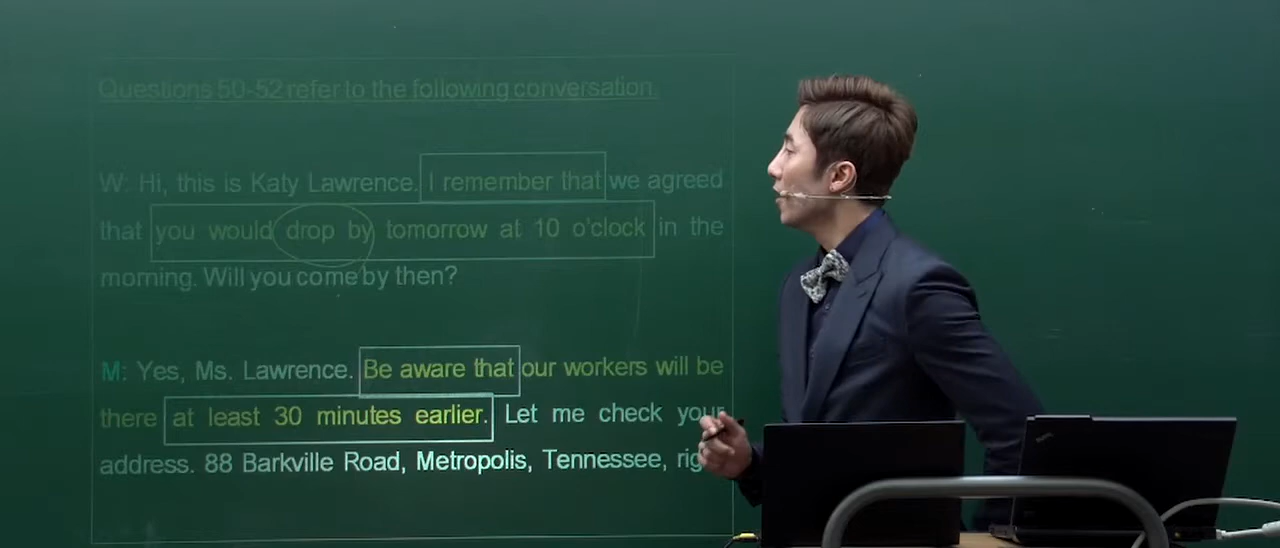 Questions 50-52 refer to the following conversation.
W: Hi, this is Katy Lawrence. I remember that we agreed
that you would drop by tomorrow at 10 o'clock in the
morning. Will you come by then?
M: Yes, Ms. Lawrence. Be aware that our workers will be
there at least 30 minutes earlier. Let me check your
address. 88 Barkville Road, Metropolis, Tennessee,